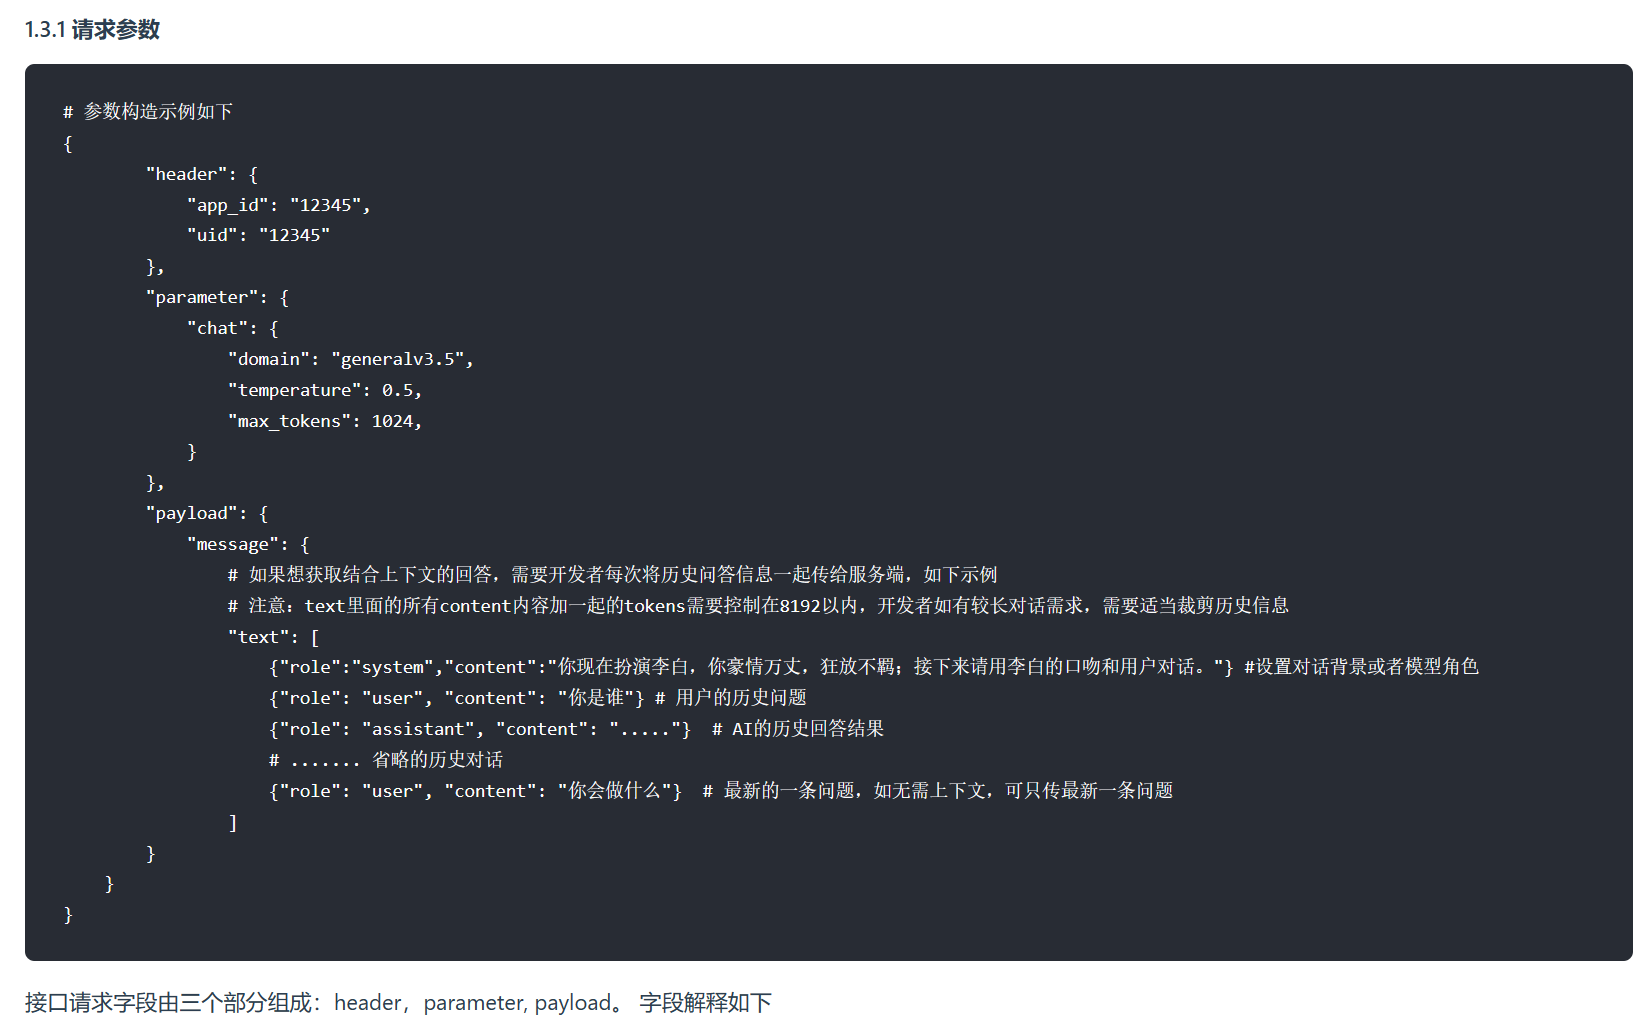 1.3.1 请求参数
# 参数构造示例如下
{
"header": {
"app_id": "12345",
"uid": "12345"
},
"parameter": {
"chat": {
"domain": "generalv3.5",
"temperature": 0.5,
"max_tokens": 1024,
}
},
"payload": {
"message": {
# 如果想获取结合上下文的回答，需要开发者每次将历史问答信息一起传给服务端，如下示例
# 注意：text里面的所有content内容加一起的tokens需要控制在8192以内，开发者如有较长对话需求，需要适当裁剪历史信息
"text": [
{"role":"system","content":"你现在扮演李白，你豪情万丈，狂放不羁；接下来请用李白的口吻和用户对话。"} #设置对话背景或者模型角色
{"role": "user", "content": "你是谁"} # 用户的历史问题
{"role": "assistant", "content": "....."}  # AI的历史回答结果
# ....... 省略的历史对话
{"role": "user", "content": "你会做什么"}  # 最新的一条问题，如无需上下文，可只传最新一条问题
]
}
}
}
接口请求字段由三个部分组成：header，parameter, payload。 字段解释如下